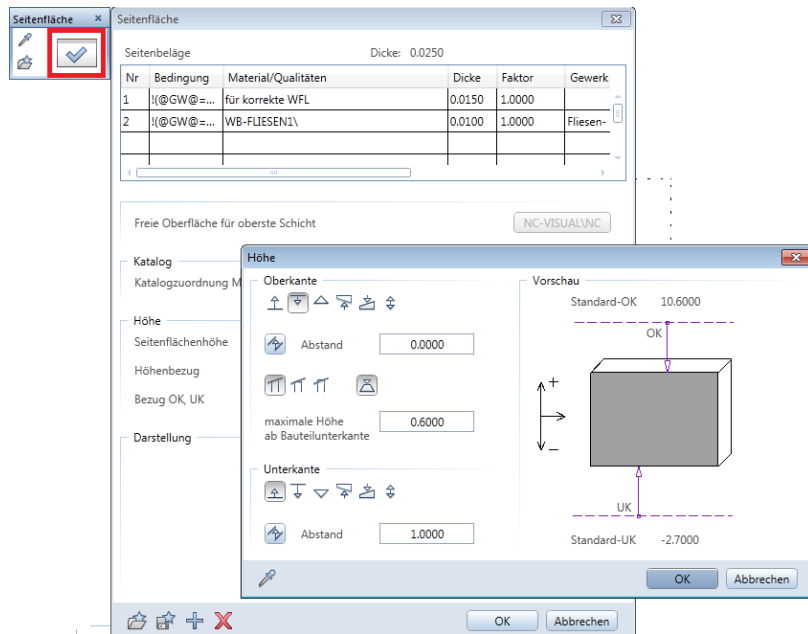 Seitenfläche
Seitenfläche
Seitenbeläge Dicke: 0.0250
Nr Bedingung Material/Qualitäten Dicke Faktor Gewerk
1 !(@GW@=... für korrekte WFL 0.0150 1.0000
2 !(@GW@=... WB-FLIESEN1\ 0.0100 1.0000 Fliesen-
Freie Oberfläche für oberste Schicht NC-VISUAL\NC
Katalog
Katalogzuordnung M
Höhe
Seitenflächenhöhe
Höhenbezug
Bezug OK, UK
Darstellung
OK Abbrechen
Höhe
Oberkante
Abstand 0.0000
maximale Höhe
ab Bauteilunterkante 0.6000
Unterkante
Abstand 1.0000
Vorschau
Standard-OK 10.6000
OK
+
−
UK
Standard-UK -2.7000
OK Abbrechen